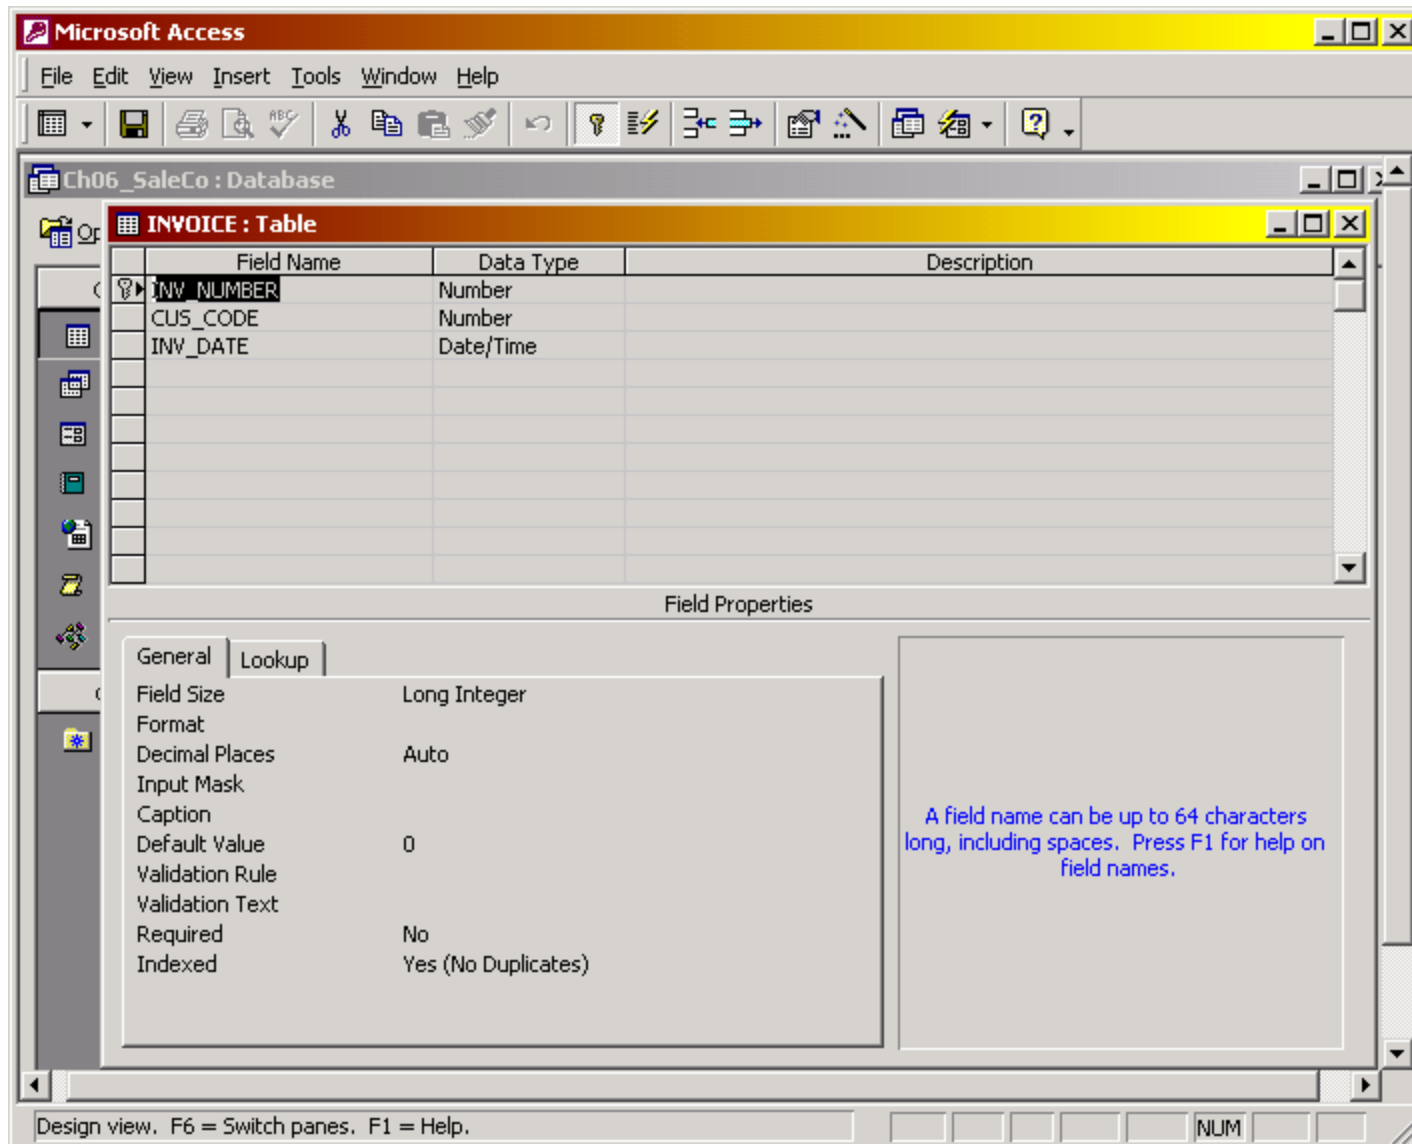 Microsoft Access
File Edit View Insert Tools Window Help
ABC
Ch06_SaleCo : Database
Op
INVOICE : Table
Field Name Data Type Description
INV_NUMBER Number
CUS_CODE Number
INV_DATE Date/Time
Field Properties
General Lookup
Field Size Long Integer
Format
Decimal Places Auto
Input Mask
Caption
Default Value 0
Validation Rule
Validation Text
Required No
Indexed Yes (No Duplicates)
A field name can be up to 64 characters
long, including spaces. Press F1 for help on
field names.
Design view. F6 = Switch panes. F1 = Help.
NUM